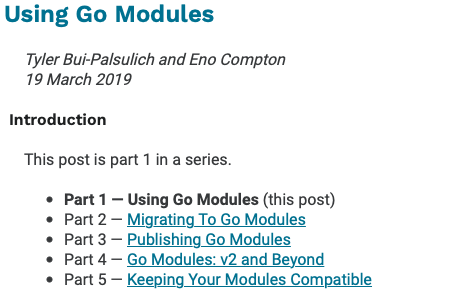 Using Go Modules
Tyler Bui-Palsulich and Eno Compton
19 March 2019
Introduction
This post is part 1 in a series.
• Part 1 — Using Go Modules (this post)
• Part 2 — Migrating To Go Modules
• Part 3 — Publishing Go Modules
• Part 4 — Go Modules: v2 and Beyond
• Part 5 — Keeping Your Modules Compatible